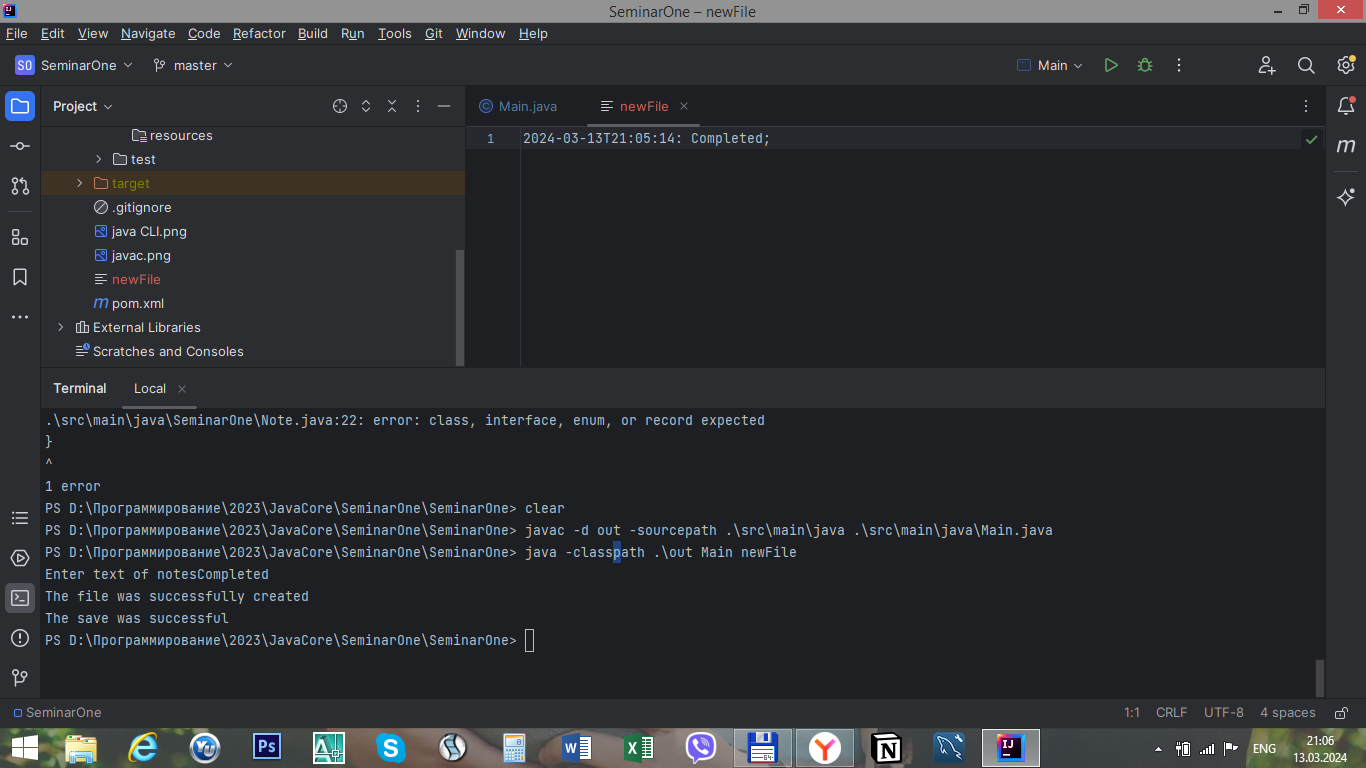 SeminarOne – newFile
File Edit View Navigate Code Refactor Build Run Tools Git Window Help
SO SeminarOne master Main
Project
resources
test
target
.gitignore
java CLI.png
javac.png
newFile
m pom.xml
External Libraries
Scratches and Consoles
Main.java newFile
1 2024-03-13T21:05:14: Completed;
m
Terminal Local
.\src\main\java\SeminarOne\Note.java:22: error: class, interface, enum, or record expected
}
^
1 error
PS D:\Программирование\2023\JavaCore\SeminarOne\SeminarOne> clear
PS D:\Программирование\2023\JavaCore\SeminarOne\SeminarOne> javac -d out -sourcepath .\src\main\java .\src\main\java\Main.java
PS D:\Программирование\2023\JavaCore\SeminarOne\SeminarOne> java -classpath .\out Main newFile
Enter text of notesCompleted
The file was successfully created
The save was successful
PS D:\Программирование\2023\JavaCore\SeminarOne\SeminarOne>
SeminarOne 1:1 CRLF UTF-8 4 spaces
Yu Ps S W X 64 Y N IJ ENG
21:06
13.03.2024